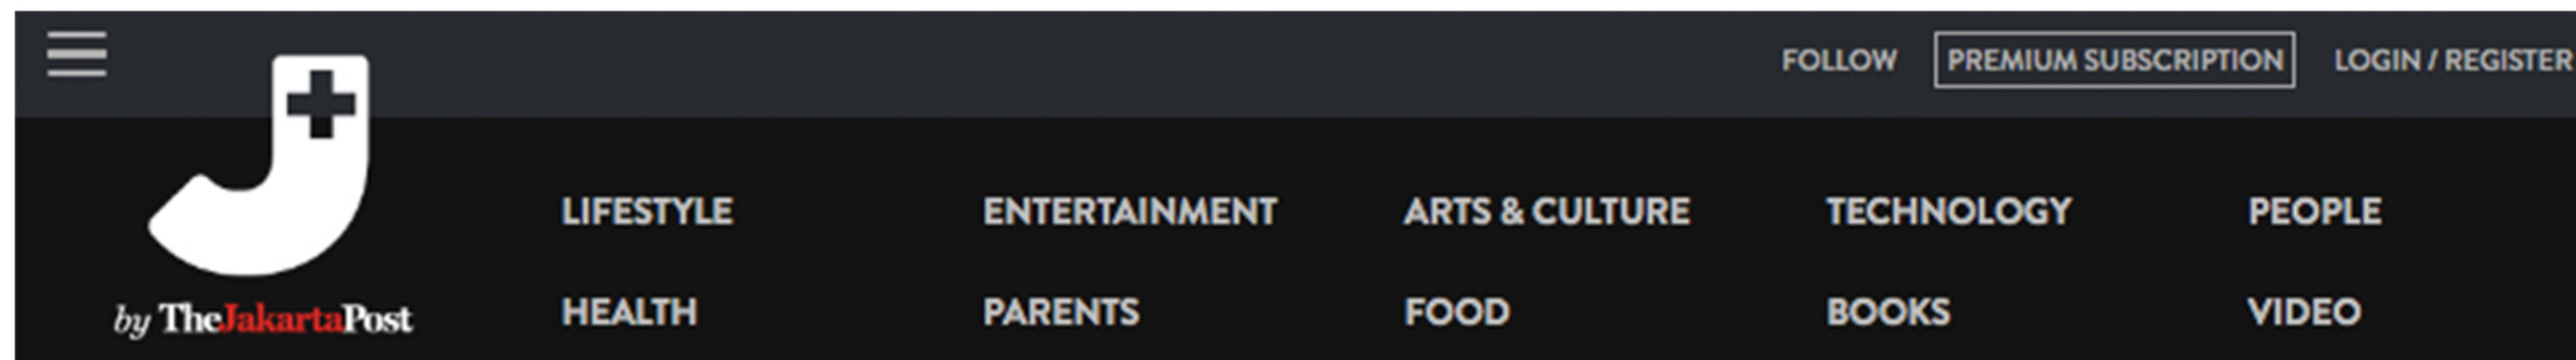 FOLLOW PREMIUM SUBSCRIPTION LOGIN / REGISTER
LIFESTYLE ENTERTAINMENT ARTS & CULTURE TECHNOLOGY PEOPLE
HEALTH PARENTS FOOD BOOKS VIDEO
J+
by TheJakartaPost